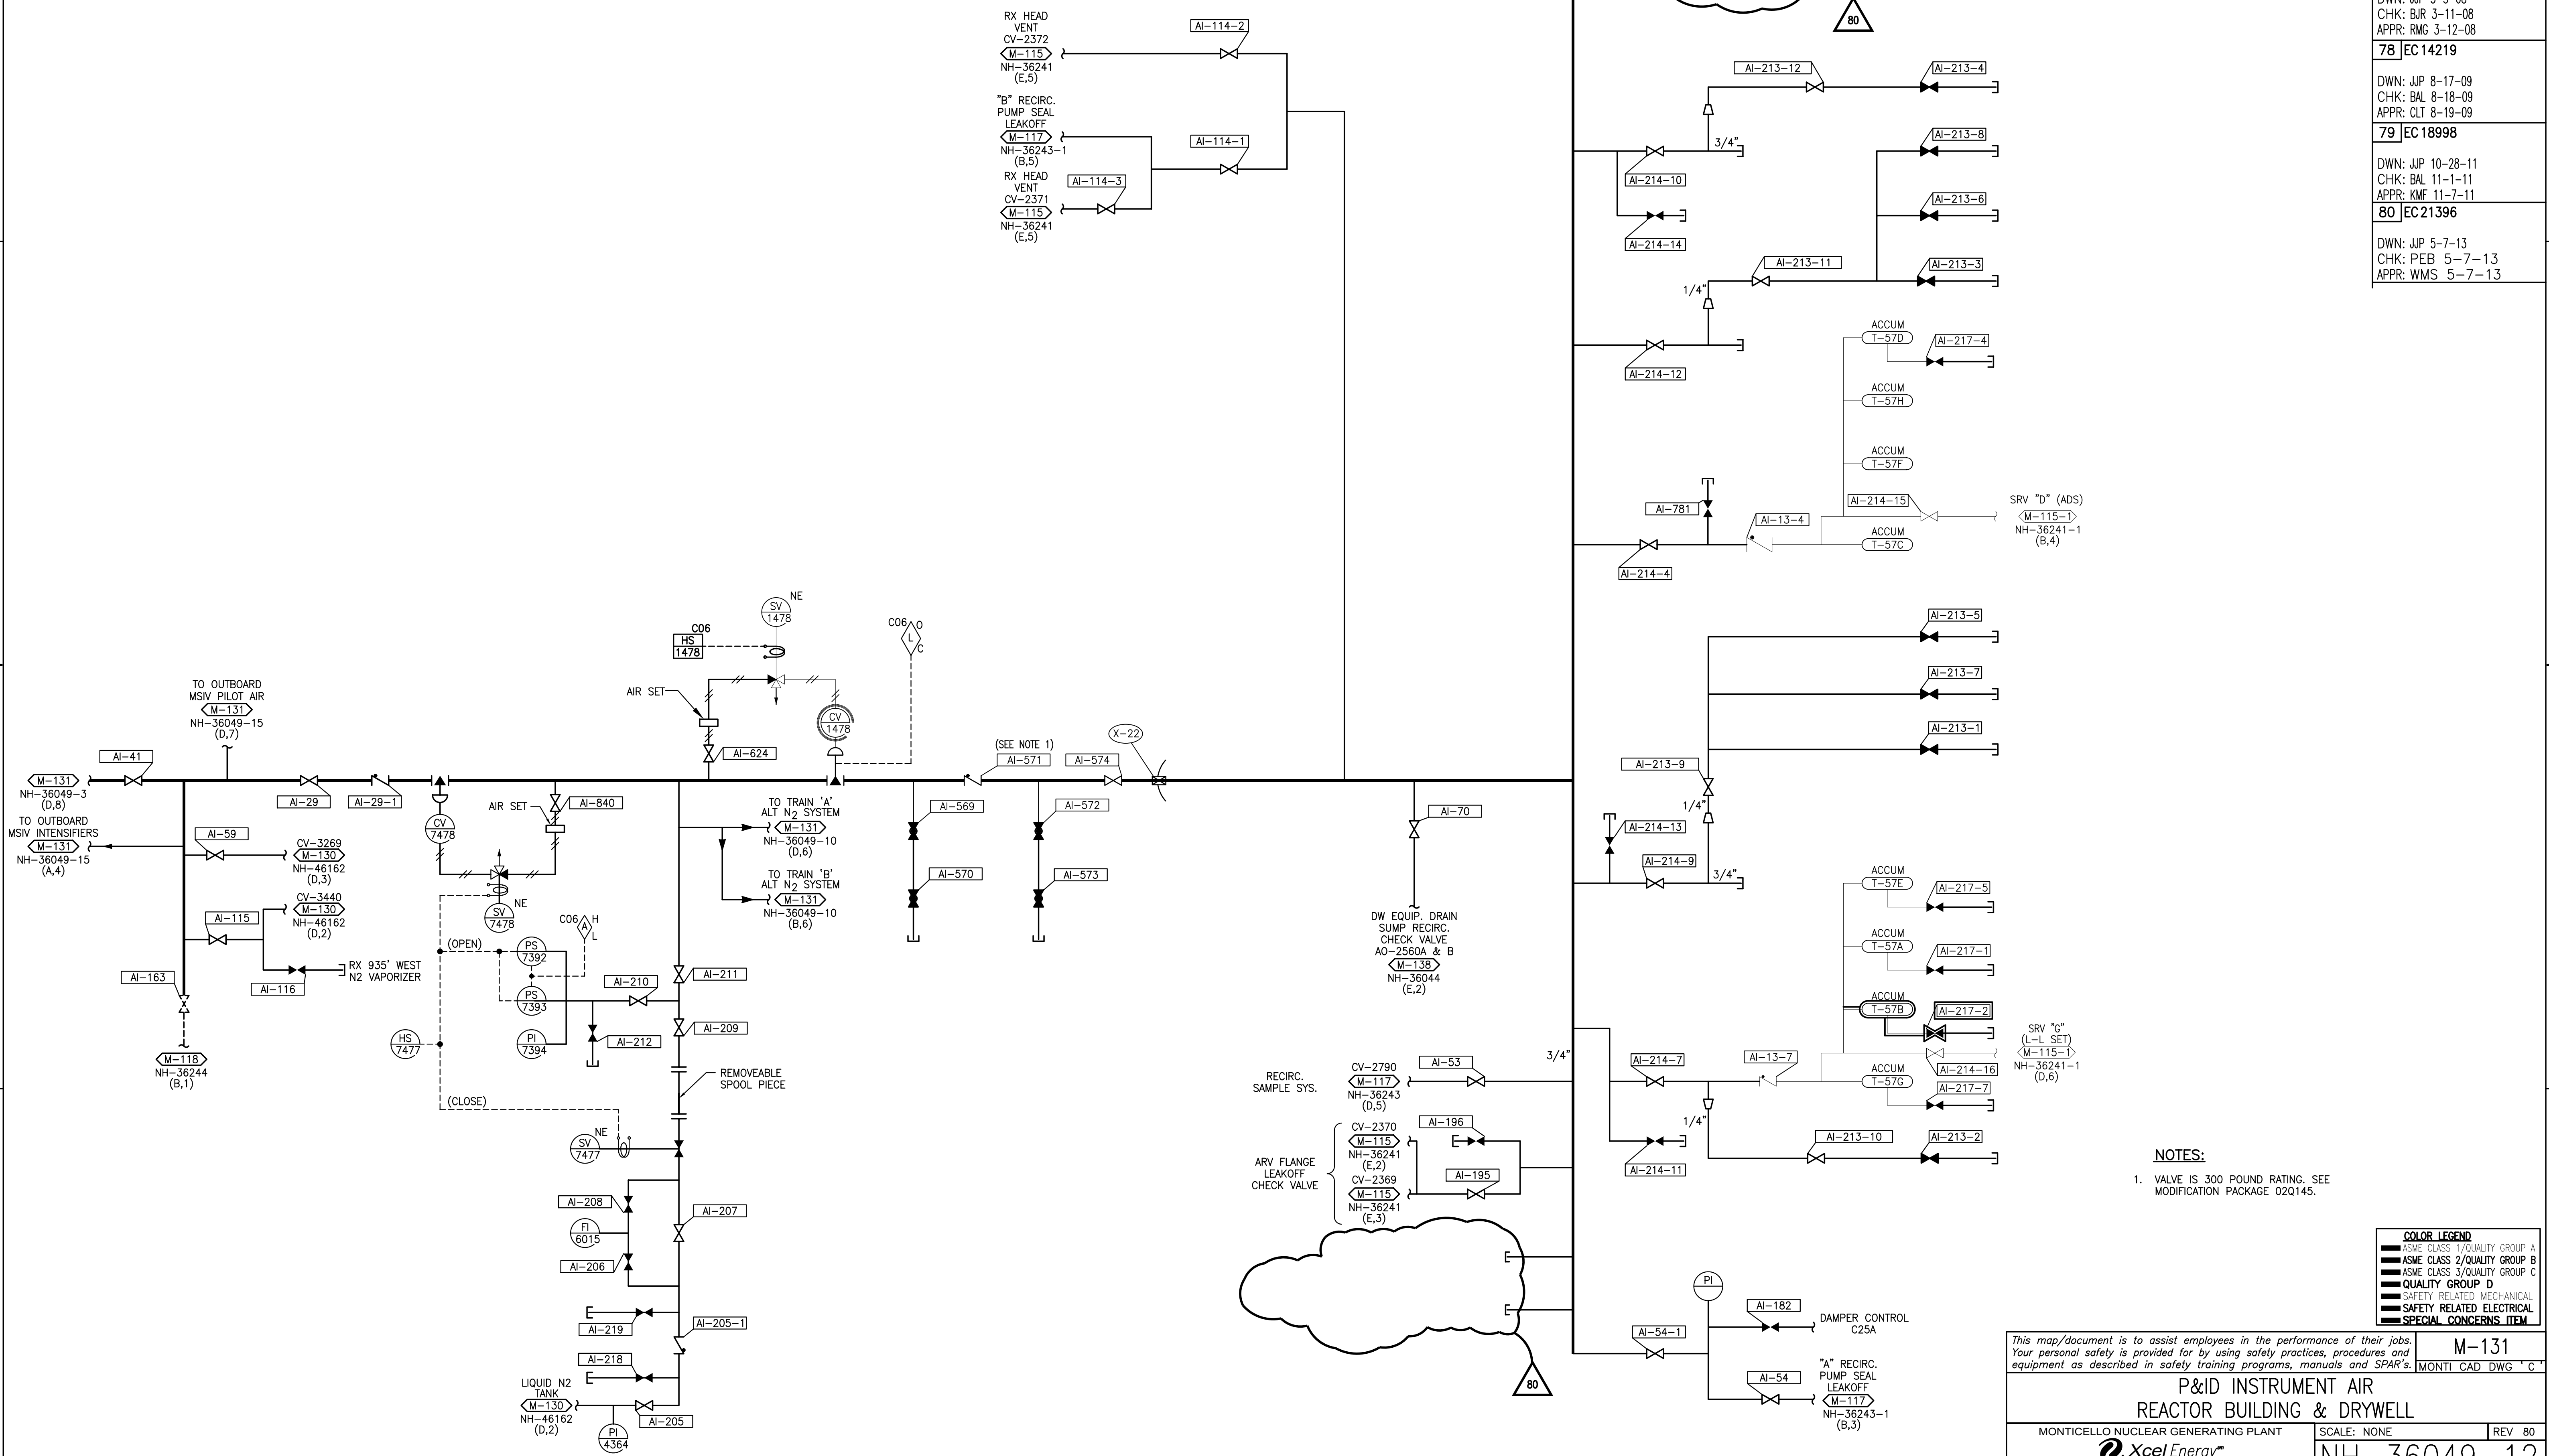 RX HEAD
VENT
CV-2372
M-115
NH-36241
(E,5)
AI-114-2
"B" RECIRC.
PUMP SEAL
LEAKOFF
M-117
NH-36243-1
(B,5)
AI-114-1
RX HEAD
VENT
CV-2371
M-115
NH-36241
(E,5)
AI-114-3
80
AI-213-12
AI-213-4
3/4"
AI-213-8
AI-214-10
AI-213-6
AI-214-14
AI-213-11
AI-213-3
1/4"
AI-214-12
ACCUM
T-57D
AI-217-4
ACCUM
T-57H
ACCUM
T-57F
AI-214-15
SRV "D" (ADS)
M-115-1
NH-36241-1
(B,4)
AI-781
AI-13-4
ACCUM
T-57C
AI-214-4
CHK: BJR 3-11-08
APPR: RMG 3-12-08
78 EC 14219
DWN: JJP 8-17-09
CHK: BAL 8-18-09
APPR: CLT 8-19-09
79 EC 18998
DWN: JJP 10-28-11
CHK: BAL 11-1-11
APPR: KMF 11-7-11
80 EC 21396
DWN: JJP 5-7-13
CHK: PEB 5-7-13
APPR: WMS 5-7-13
SV
1478
NE
C06
HS
1478
C06
O
L
C
AIR SET
CV
1478
AI-624
(SEE NOTE 1)
AI-571
AI-574
X-22
TO OUTBOARD
MSIV PILOT AIR
M-131
NH-36049-15
(D,7)
AI-41
M-131
NH-36049-3
(D,8)
AI-29
AI-29-1
TO OUTBOARD
MSIV INTENSIFIERS
M-131
NH-36049-15
(A,4)
AI-59
CV-3269
M-130
NH-46162
(D,3)
CV-3440
M-130
NH-46162
(D,2)
AI-115
AI-116
RX 935' WEST
N2 VAPORIZER
AI-163
M-118
NH-36244
(B,1)
CV
7478
AIR SET
AI-840
SV
7478
NE
C06
H
A
L
(OPEN)
PS
7392
PS
7393
PI
7394
HS
7477
(CLOSE)
AI-210
AI-211
AI-209
AI-212
REMOVEABLE
SPOOL PIECE
SV
7477
NE
AI-208
AI-207
FI
6015
AI-206
AI-219
AI-205-1
AI-218
LIQUID N2
TANK
M-130
NH-46162
(D,2)
AI-205
PI
4364
TO TRAIN 'A'
ALT N2 SYSTEM
M-131
NH-36049-10
(D,6)
TO TRAIN 'B'
ALT N2 SYSTEM
M-131
NH-36049-10
(B,6)
AI-569
AI-570
AI-572
AI-573
AI-70
DW EQUIP. DRAIN
SUMP RECIRC.
CHECK VALVE
AO-2560A & B
M-138
NH-36044
(E,2)
AI-213-5
AI-213-7
AI-213-1
AI-213-9
1/4"
AI-214-13
AI-214-9
3/4"
ACCUM
T-57E
AI-217-5
ACCUM
T-57A
AI-217-1
ACCUM
T-57B
AI-217-2
SRV "G"
(L-L SET)
M-115-1
NH-36241-1
(D,6)
AI-214-16
3/4"
AI-214-7
AI-13-7
ACCUM
T-57G
AI-217-7
1/4"
AI-213-10
AI-213-2
AI-214-11
RECIRC.
SAMPLE SYS.
CV-2790
M-117
NH-36243
(D,5)
AI-53
ARV FLANGE
LEAKOFF
CHECK VALVE
CV-2370
M-115
NH-36241
(E,2)
CV-2369
M-115
NH-36241
(E,3)
AI-196
AI-195
80
PI
AI-182
DAMPER CONTROL
C25A
AI-54-1
AI-54
"A" RECIRC.
PUMP SEAL
LEAKOFF
M-117
NH-36243-1
(B,3)
NOTES:
1. VALVE IS 300 POUND RATING. SEE
MODIFICATION PACKAGE 02Q145.
COLOR LEGEND
ASME CLASS 1/QUALITY GROUP A
ASME CLASS 2/QUALITY GROUP B
ASME CLASS 3/QUALITY GROUP C
QUALITY GROUP D
SAFETY RELATED MECHANICAL
SAFETY RELATED ELECTRICAL
SPECIAL CONCERNS ITEM
This map/document is to assist employees in the performance of their jobs.
Your personal safety is provided for by using safety practices, procedures and
equipment as described in safety training programs, manuals and SPAR's.
M-131
MONTI CAD DWG 'C'
P&ID INSTRUMENT AIR
REACTOR BUILDING & DRYWELL
MONTICELLO NUCLEAR GENERATING PLANT
SCALE: NONE
REV 80
Xcel Energy
NH-36049-12